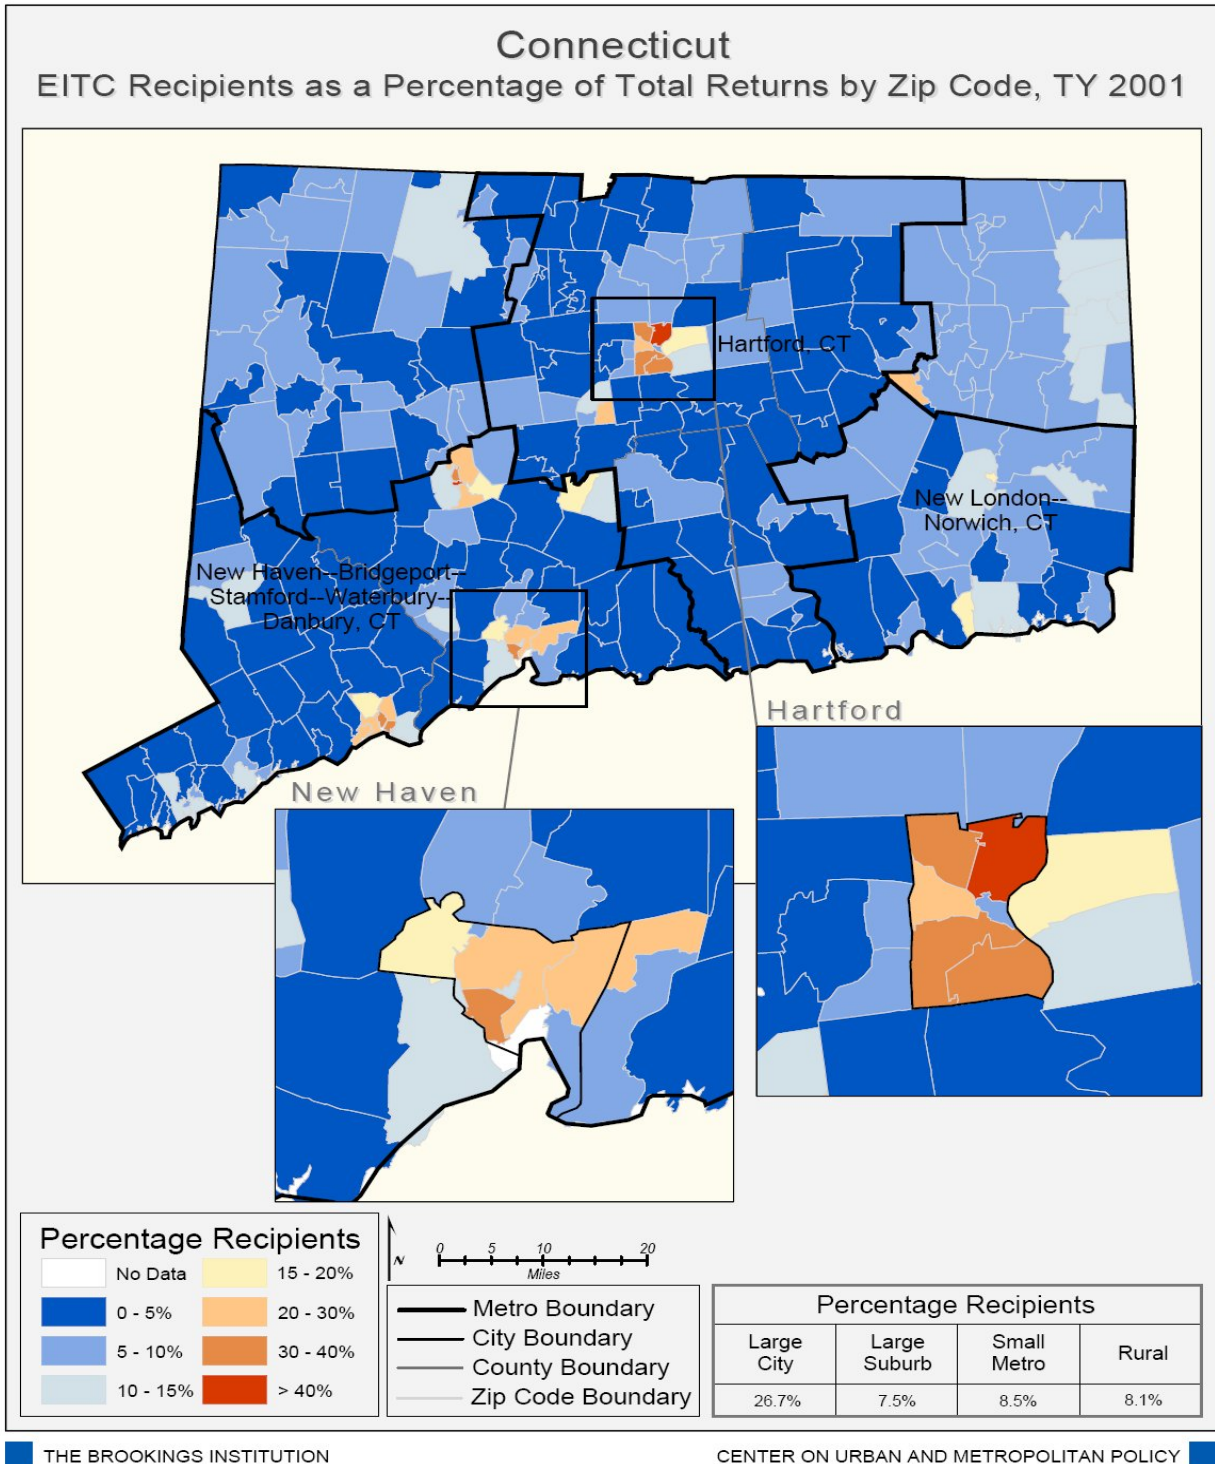 Connecticut
EITC Recipients as a Percentage of Total Returns by Zip Code, TY 2001
Hartford, CT
New London--
Norwich, CT
New Haven--Bridgeport--
Stamford--Waterbury--
Danbury, CT
Hartford
New Haven
Percentage Recipients
No Data
0 - 5%
5 - 10%
10 - 15%
15 - 20%
20 - 30%
30 - 40%
> 40%
N
0 5 10 20
Miles
Metro Boundary
City Boundary
County Boundary
Zip Code Boundary
Percentage Recipients
Large City
Large Suburb
Small Metro
Rural
26.7% 7.5% 8.5% 8.1%
THE BROOKINGS INSTITUTION
CENTER ON URBAN AND METROPOLITAN POLICY